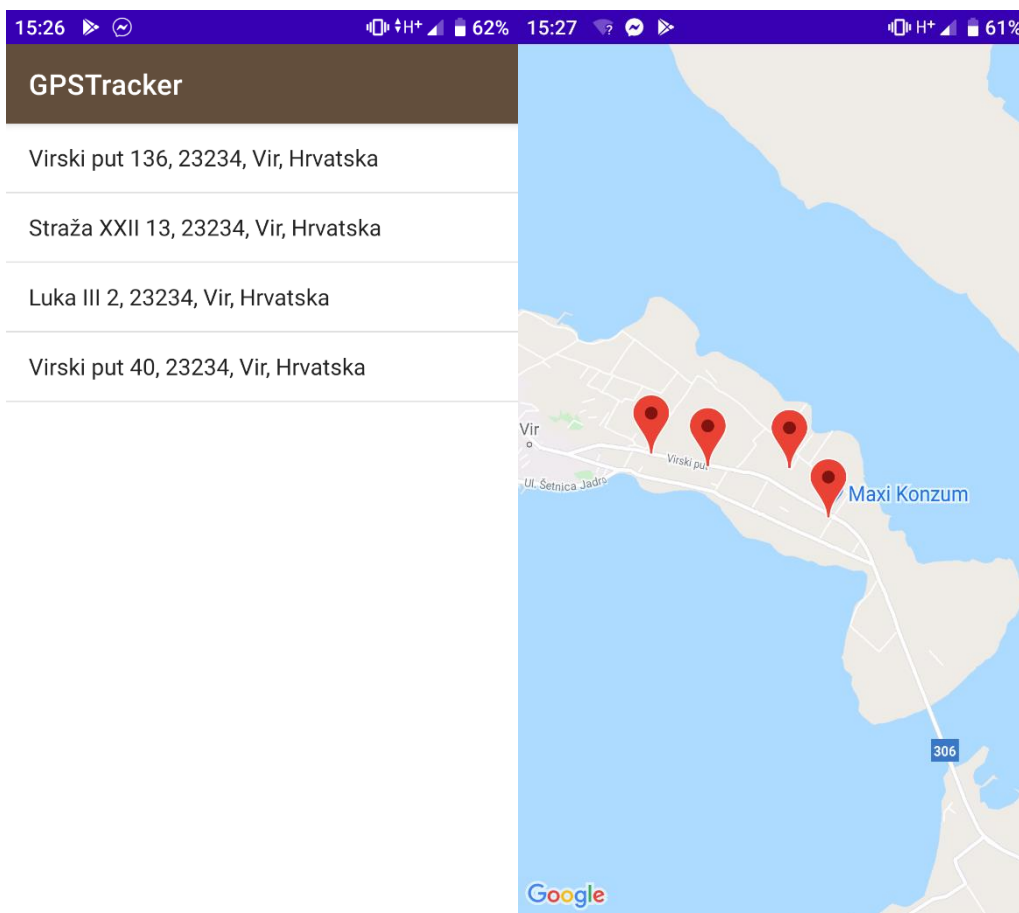 15:26
H+ 62%
GPSTracker
Virski put 136, 23234, Vir, Hrvatska
Straža XXII 13, 23234, Vir, Hrvatska
Luka III 2, 23234, Vir, Hrvatska
Virski put 40, 23234, Vir, Hrvatska
15:27
H+ 61%
Vir
Virski put
Ul. Šetnica Jadr
Maxi Konzum
306
Google